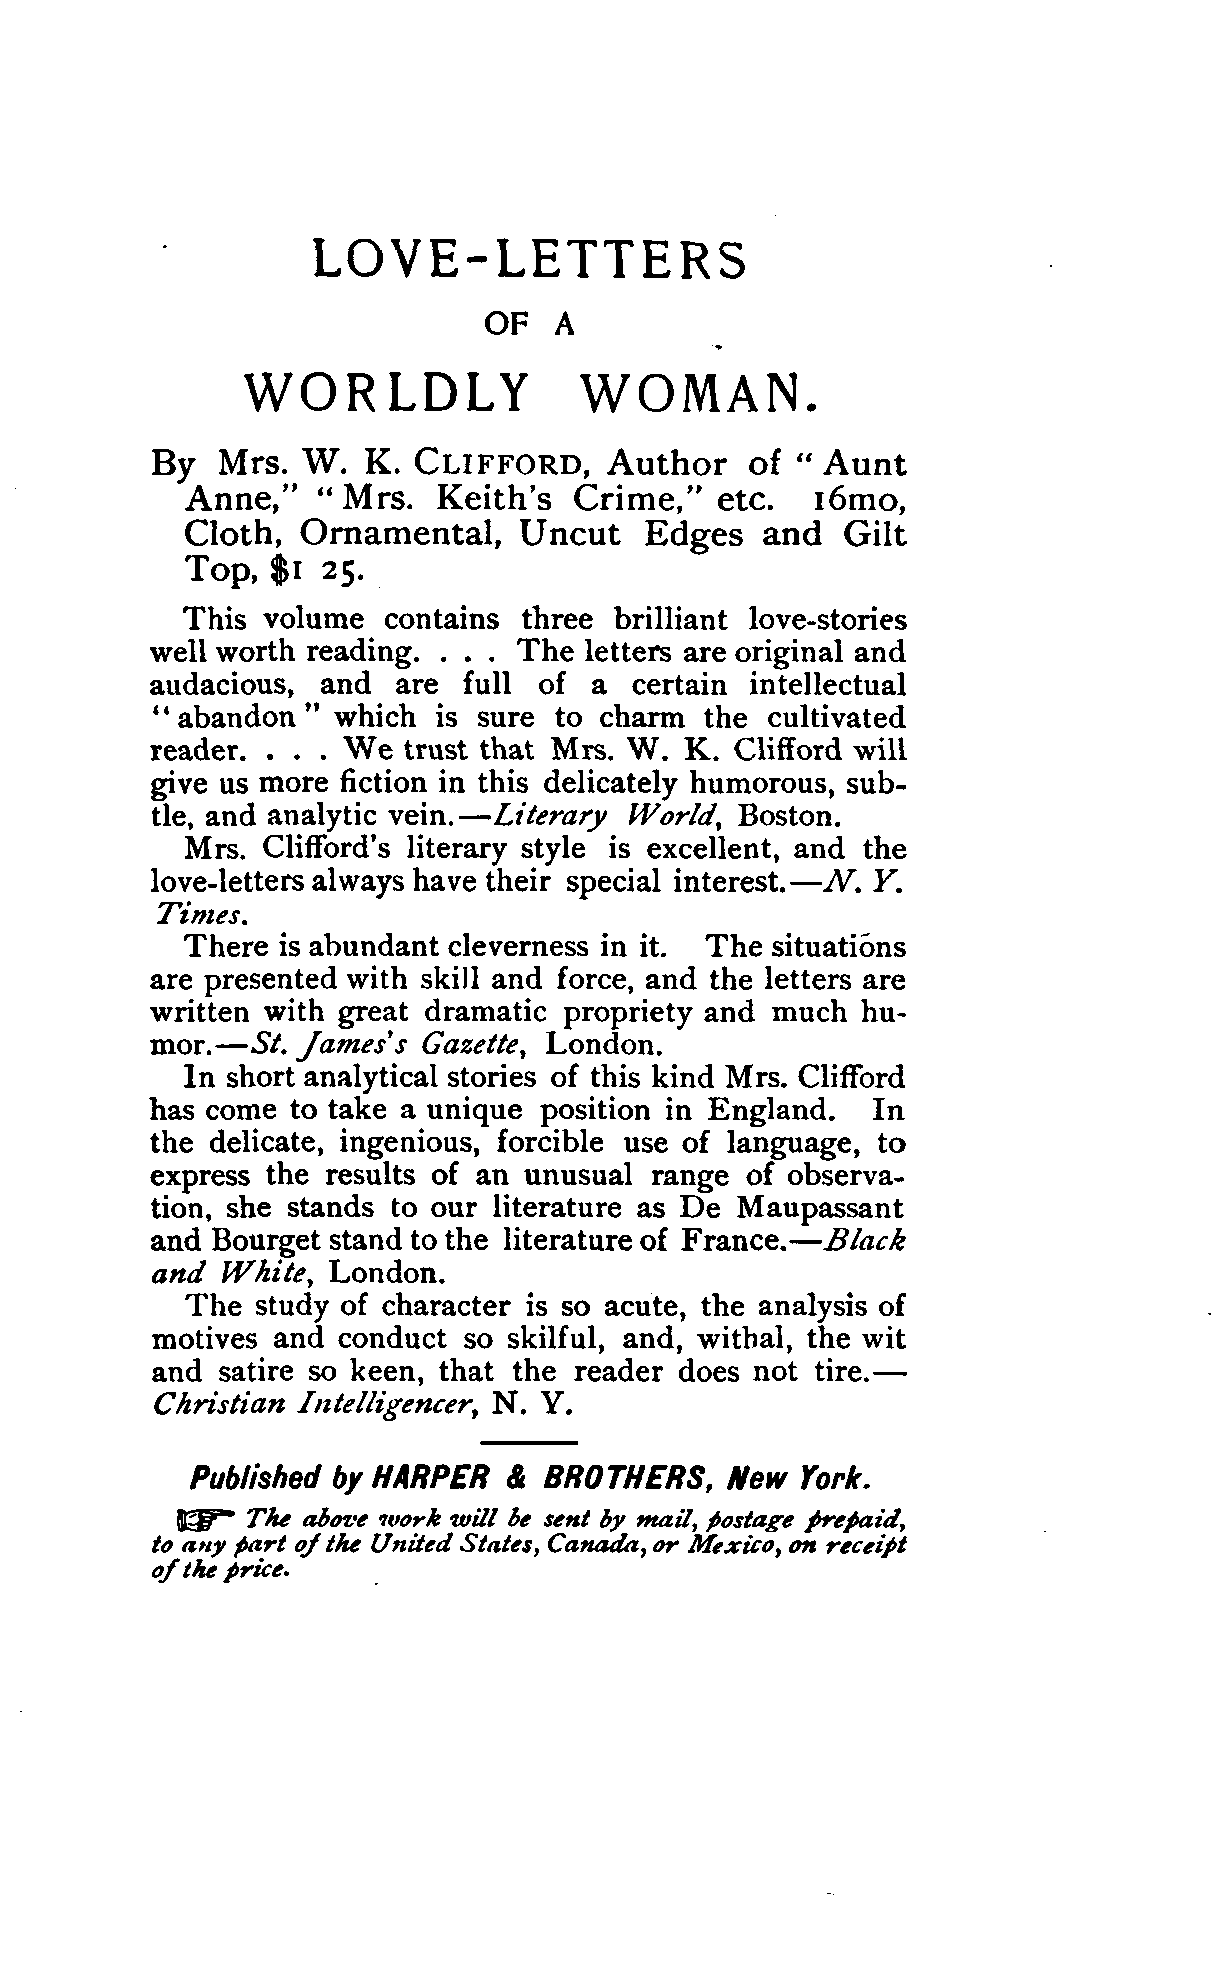 LOVE-LETTERS
OF A
WORLDLY WOMAN.
By Mrs. W. K. CLIFFORD, Author of “Aunt
Anne,” “Mrs. Keith's Crime,” etc. 16mo,
Cloth, Ornamental, Uncut Edges and Gilt
Top, $1 25.
This volume contains three brilliant love-stories
well worth reading. . . . The letters are original and
audacious, and are full of a certain intellectual
“abandon” which is sure to charm the cultivated
reader. . . . We trust that Mrs. W. K. Clifford will
give us more fiction in this delicately humorous, sub-
tle, and analytic vein.—Literary World, Boston.
Mrs. Clifford's literary style is excellent, and the
love-letters always have their special interest.—N. Y.
Times.
There is abundant cleverness in it. The situations
are presented with skill and force, and the letters are
written with great dramatic propriety and much hu-
mor.—St. James's Gazette, London.
In short analytical stories of this kind Mrs. Clifford
has come to take a unique position in England. In
the delicate, ingenious, forcible use of language, to
express the results of an unusual range of observa-
tion, she stands to our literature as De Maupassant
and Bourget stand to the literature of France.—Black
and White, London.
The study of character is so acute, the analysis of
motives and conduct so skilful, and, withal, the wit
and satire so keen, that the reader does not tire.—
Christian Intelligencer, N. Y.
Published by HARPER & BROTHERS, New York.
☞ The above work will be sent by mail, postage prepaid,
to any part of the United States, Canada, or Mexico, on receipt
of the price.